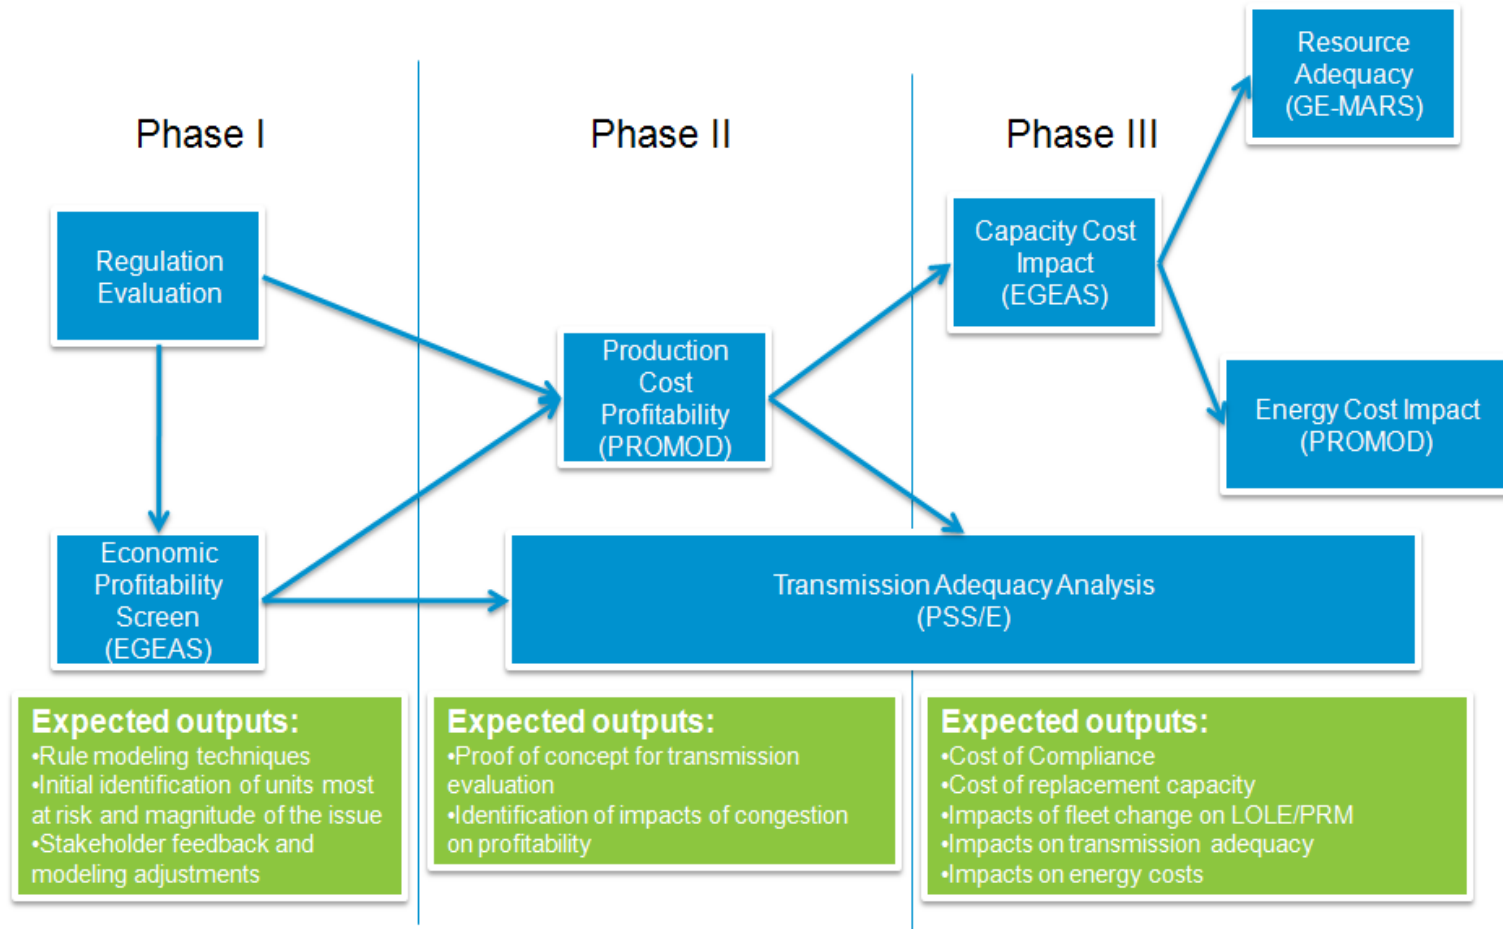 Phase I
Phase II
Phase III
Resource
Adequacy
(GE-MARS)
Regulation
Evaluation
Capacity Cost
Impact
(EGEAS)
Production
Cost
Profitability
(PROMOD)
Energy Cost Impact
(PROMOD)
Economic
Profitability
Screen
(EGEAS)
Transmission Adequacy Analysis
(PSS/E)
Expected outputs:
•Rule modeling techniques
•Initial identification of units most
at risk and magnitude of the issue
•Stakeholder feedback and
modeling adjustments
Expected outputs:
•Proof of concept for transmission
evaluation
•Identification of impacts of congestion
on profitability
Expected outputs:
•Cost of Compliance
•Cost of replacement capacity
•Impacts of fleet change on LOLE/PRM
•Impacts on transmission adequacy
•Impacts on energy costs